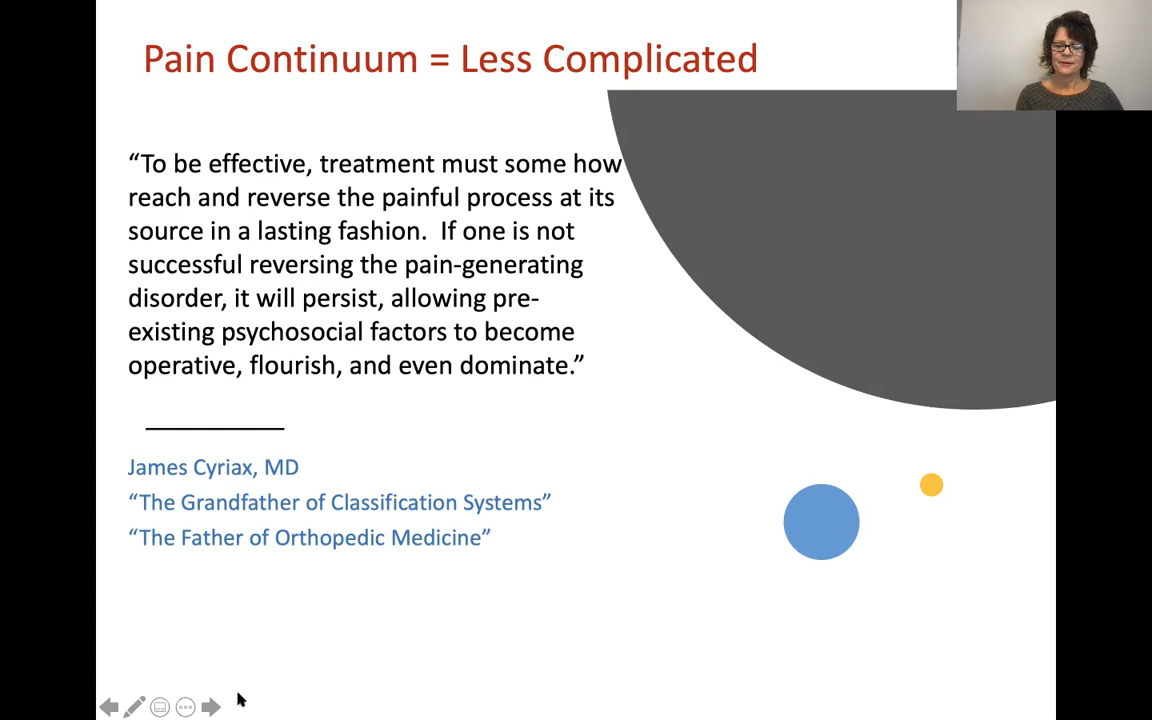 Pain Continuum = Less Complicated
“To be effective, treatment must some how
reach and reverse the painful process at its
source in a lasting fashion.  If one is not
successful reversing the pain-generating
disorder, it will persist, allowing pre-
existing psychosocial factors to become
operative, flourish, and even dominate.”
James Cyriax, MD
“The Grandfather of Classification Systems”
“The Father of Orthopedic Medicine”